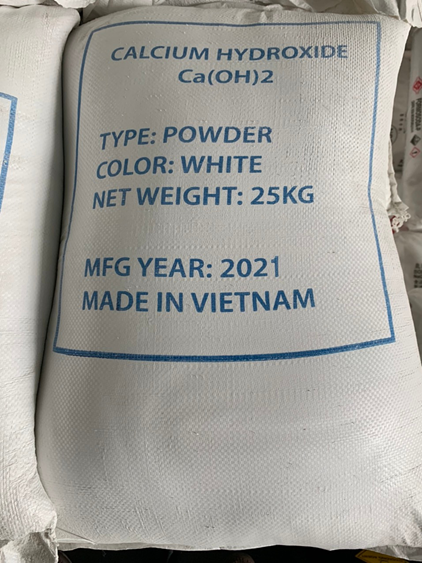 CALCIUM HYDROXIDE
Ca(OH)2
TYPE: POWDER
COLOR: WHITE
NET WEIGHT: 25KG
MFG YEAR: 2021
MADE IN VIETNAM